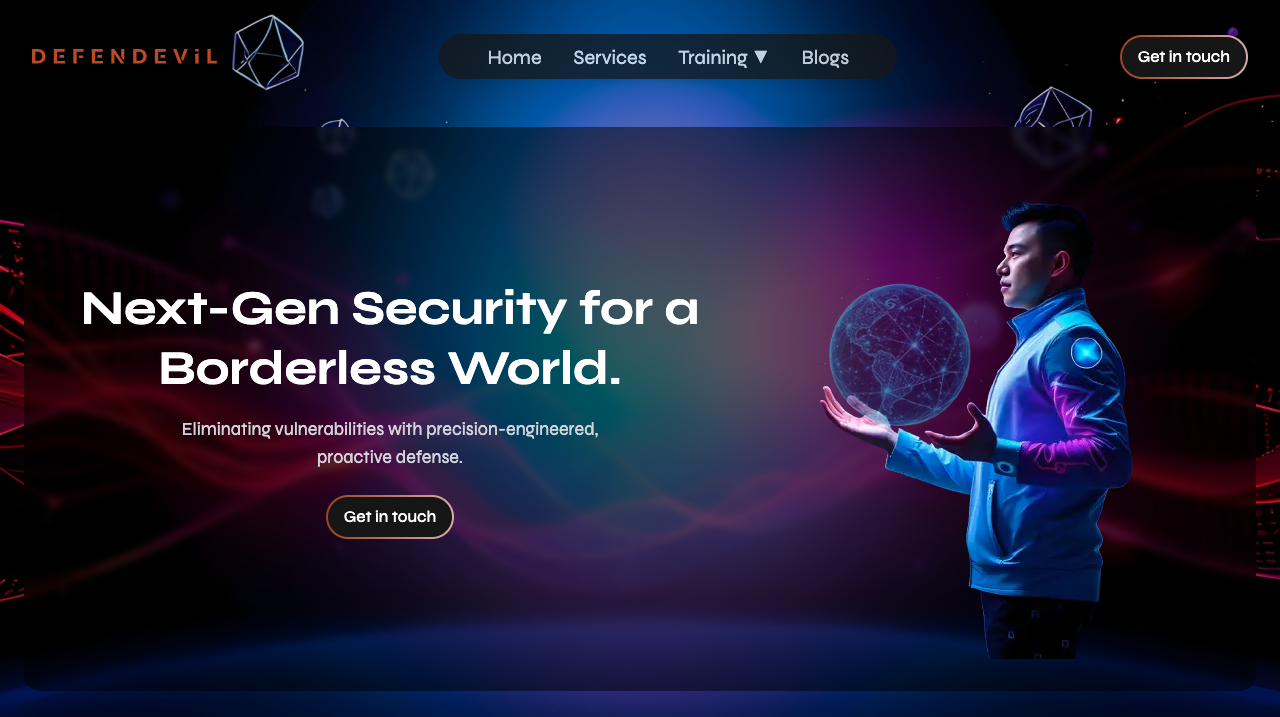 DEFENDEViL
Home Services Training ▼ Blogs
Get in touch
Next-Gen Security for a
Borderless World.
Eliminating vulnerabilities with precision-engineered,
proactive defense.
Get in touch